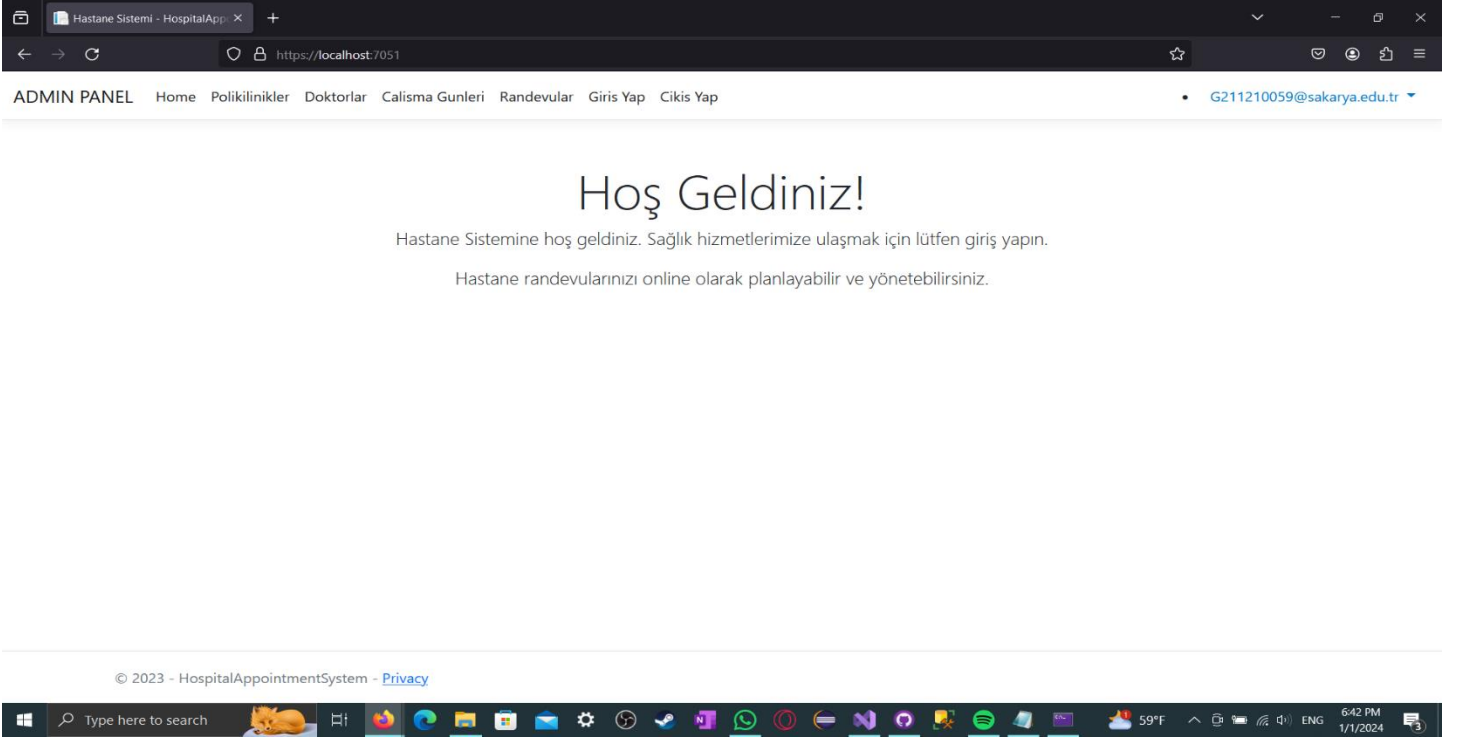 Hastane Sistemi - HospitalApp
https://localhost:7051
ADMIN PANEL Home Polikilinikler Doktorlar Calisma Gunleri Randevular Giris Yap Cikis Yap • G211210059@sakarya.edu.tr
Hoş Geldiniz!
Hastane Sistemine hoş geldiniz. Sağlık hizmetlerimize ulaşmak için lütfen giriş yapın.
Hastane randevularınızı online olarak planlayabilir ve yönetebilirsiniz.
© 2023 - HospitalAppointmentSystem - Privacy
Type here to search 59°F ENG 6:42 PM
1/1/2024 3